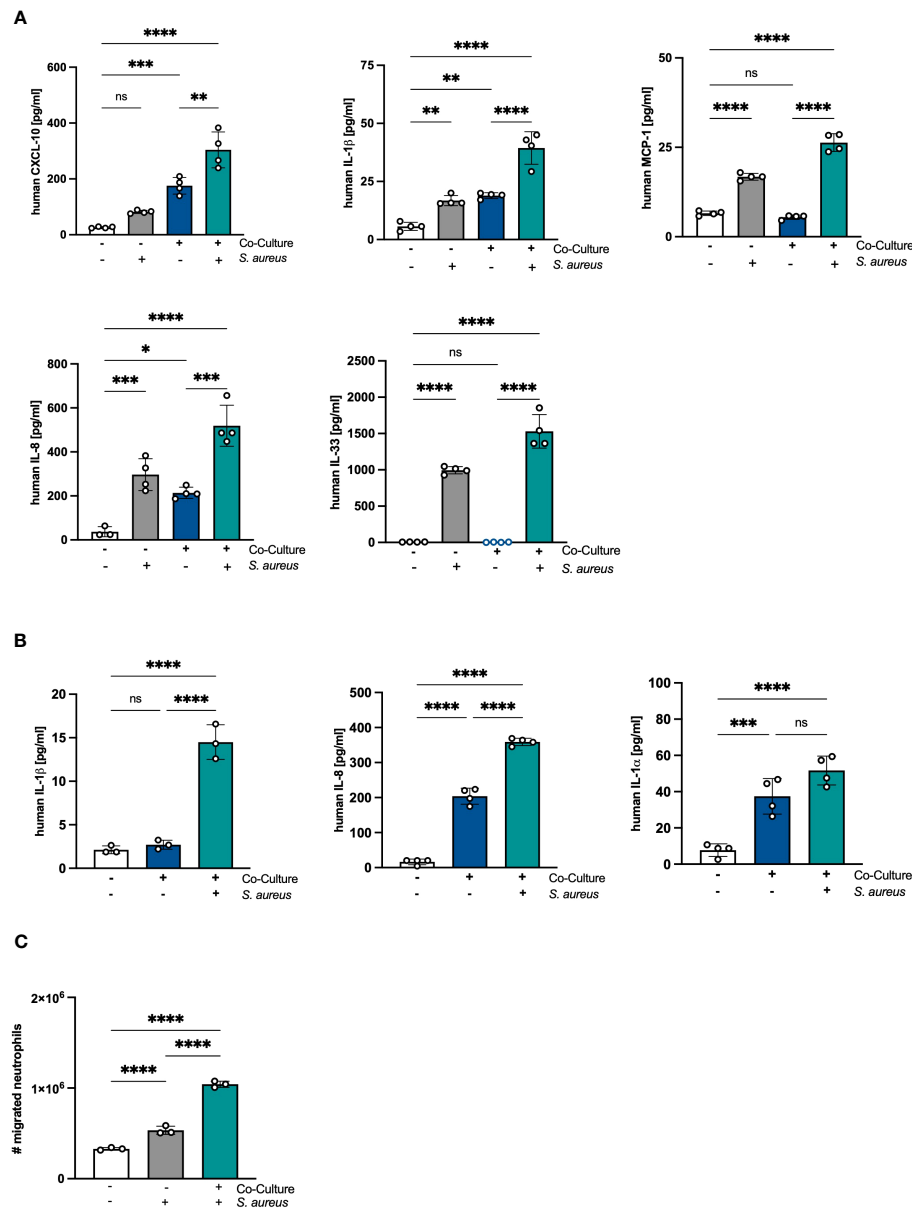 A
****
***
ns
**
human CXCL-10 [pg/ml]
600
400
200
0
- - + + Co-Culture
- + - + S. aureus
****
**
** ****
human IL-1β [pg/ml]
75
50
25
0
- - + + Co-Culture
- + - + S. aureus
****
ns
**** ****
human MCP-1 [pg/ml]
50
25
0
- - + + Co-Culture
- + - + S. aureus
****
*
*** ***
human IL-8 [pg/ml]
800
600
400
200
0
- - + + Co-Culture
- + - + S. aureus
****
ns
**** ****
human IL-33 [pg/ml]
2500
2000
1500
1000
500
0
- - + + Co-Culture
- + - + S. aureus
B
****
ns ****
human IL-1β [pg/ml]
20
15
10
5
0
- + + Co-Culture
- - + S. aureus
****
**** ****
human IL-8 [pg/ml]
500
400
300
200
100
0
- + + Co-Culture
- - + S. aureus
****
*** ns
human IL-1α [pg/ml]
100
80
60
40
20
0
- + + Co-Culture
- - + S. aureus
C
****
****
****
# migrated neutrophils
2×10⁶
1×10⁶
0
- - + Co-Culture
- + + S. aureus